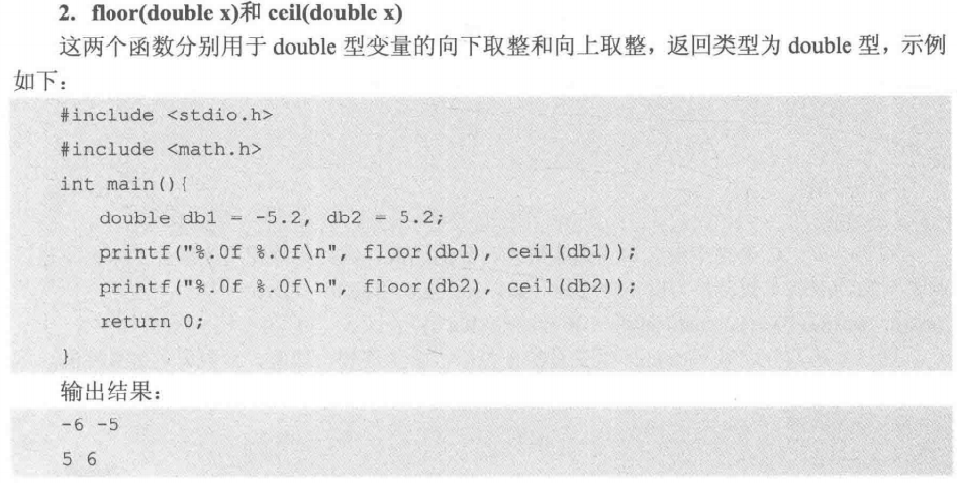 2. floor(double x)和 ceil(double x)
这两个函数分别用于 double 型变量的向下取整和向上取整，返回类型为 double 型，示例
如下：
#include <stdio.h>
#include <math.h>
int main(){
double db1 = -5.2, db2 = 5.2;
printf("%.0f %.0f\n", floor(db1), ceil(db1));
printf("%.0f %.0f\n", floor(db2), ceil(db2));
return 0;
}
输出结果：
-6 -5
5 6